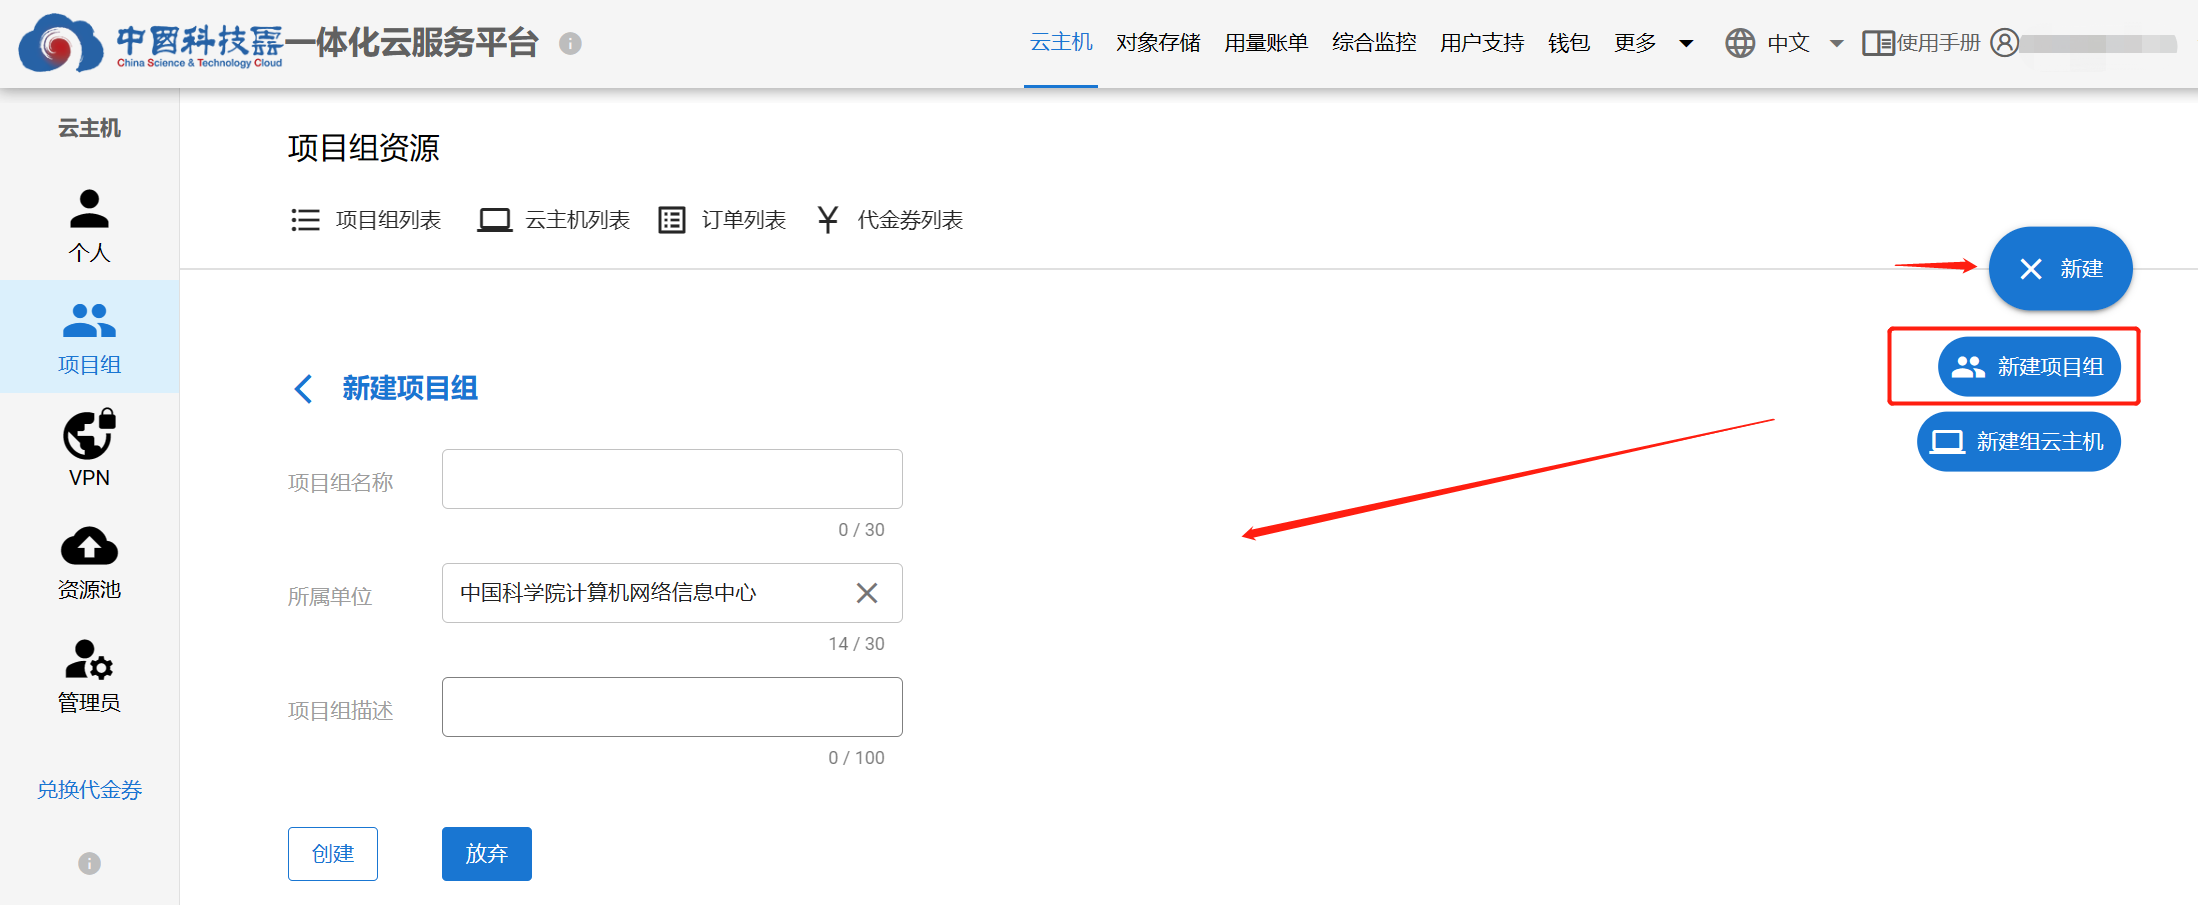 中国科技云一体化云服务平台
China Science & Technology Cloud
云主机 对象存储 用量账单 综合监控 用户支持 钱包 更多 中文 使用手册
云主机
个人
项目组
VPN
资源池
管理员
兑换代金券
项目组资源
项目组列表 云主机列表 订单列表 代金券列表
新建
新建项目组
新建组云主机
新建项目组
项目组名称
0 / 30
所属单位 中国科学院计算机网络信息中心
14 / 30
项目组描述
0 / 100
创建 放弃